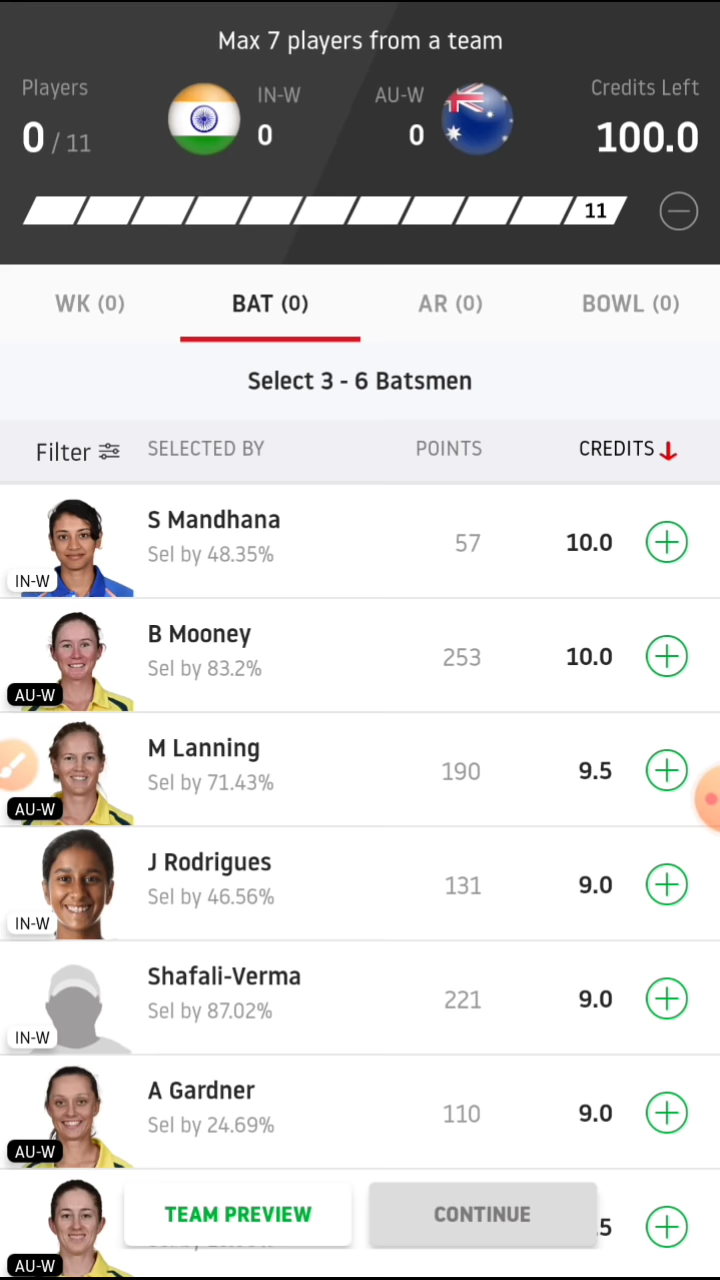 Max 7 players from a team
Players IN-W AU-W Credits Left
0 / 11 0 0 100.0
11
WK (0) BAT (0) AR (0) BOWL (0)
Select 3 - 6 Batsmen
Filter SELECTED BY POINTS CREDITS
S Mandhana
Sel by 48.35% 57 10.0
IN-W
B Mooney
Sel by 83.2% 253 10.0
AU-W
M Lanning
Sel by 71.43% 190 9.5
AU-W
J Rodrigues
Sel by 46.56% 131 9.0
IN-W
Shafali-Verma
Sel by 87.02% 221 9.0
IN-W
A Gardner
Sel by 24.69% 110 9.0
AU-W
TEAM PREVIEW CONTINUE
AU-W